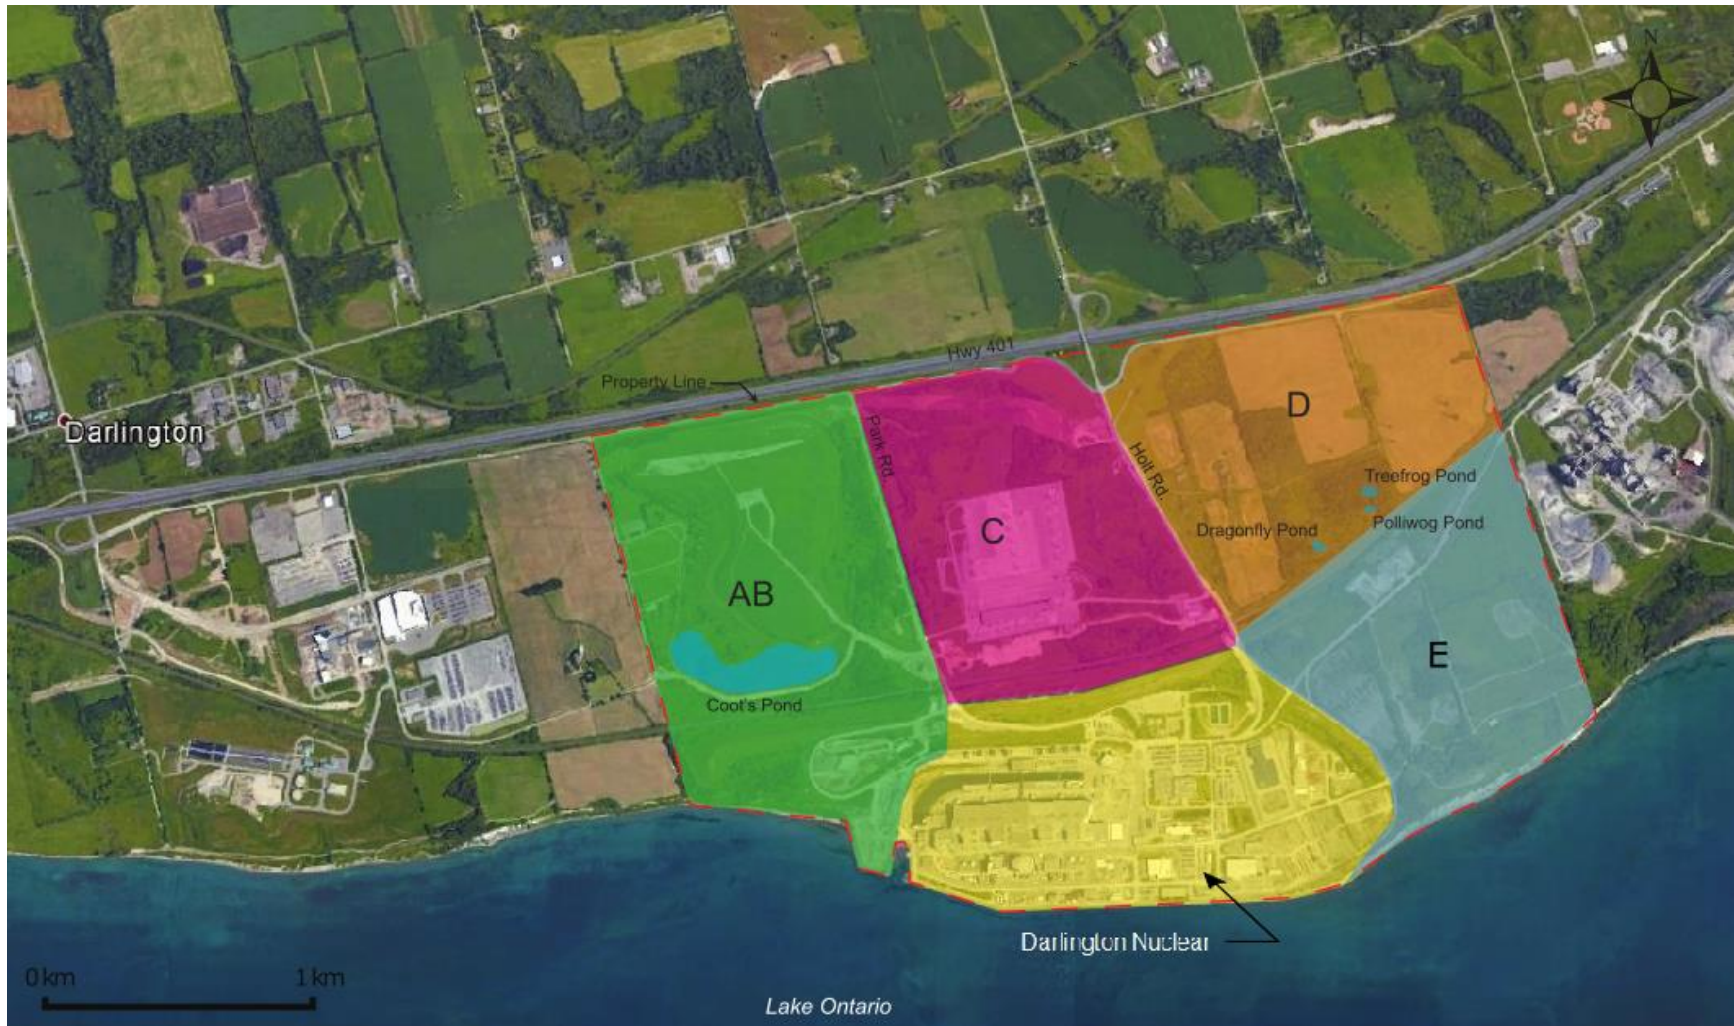 N
Hwy 401
Property Line
Darlington
Park Rd.
Holt Rd.
D
Treefrog Pond
Polliwog Pond
Dragonfly Pond
C
AB
E
Coot's Pond
Darlington Nuclear
0 km
1 km
Lake Ontario